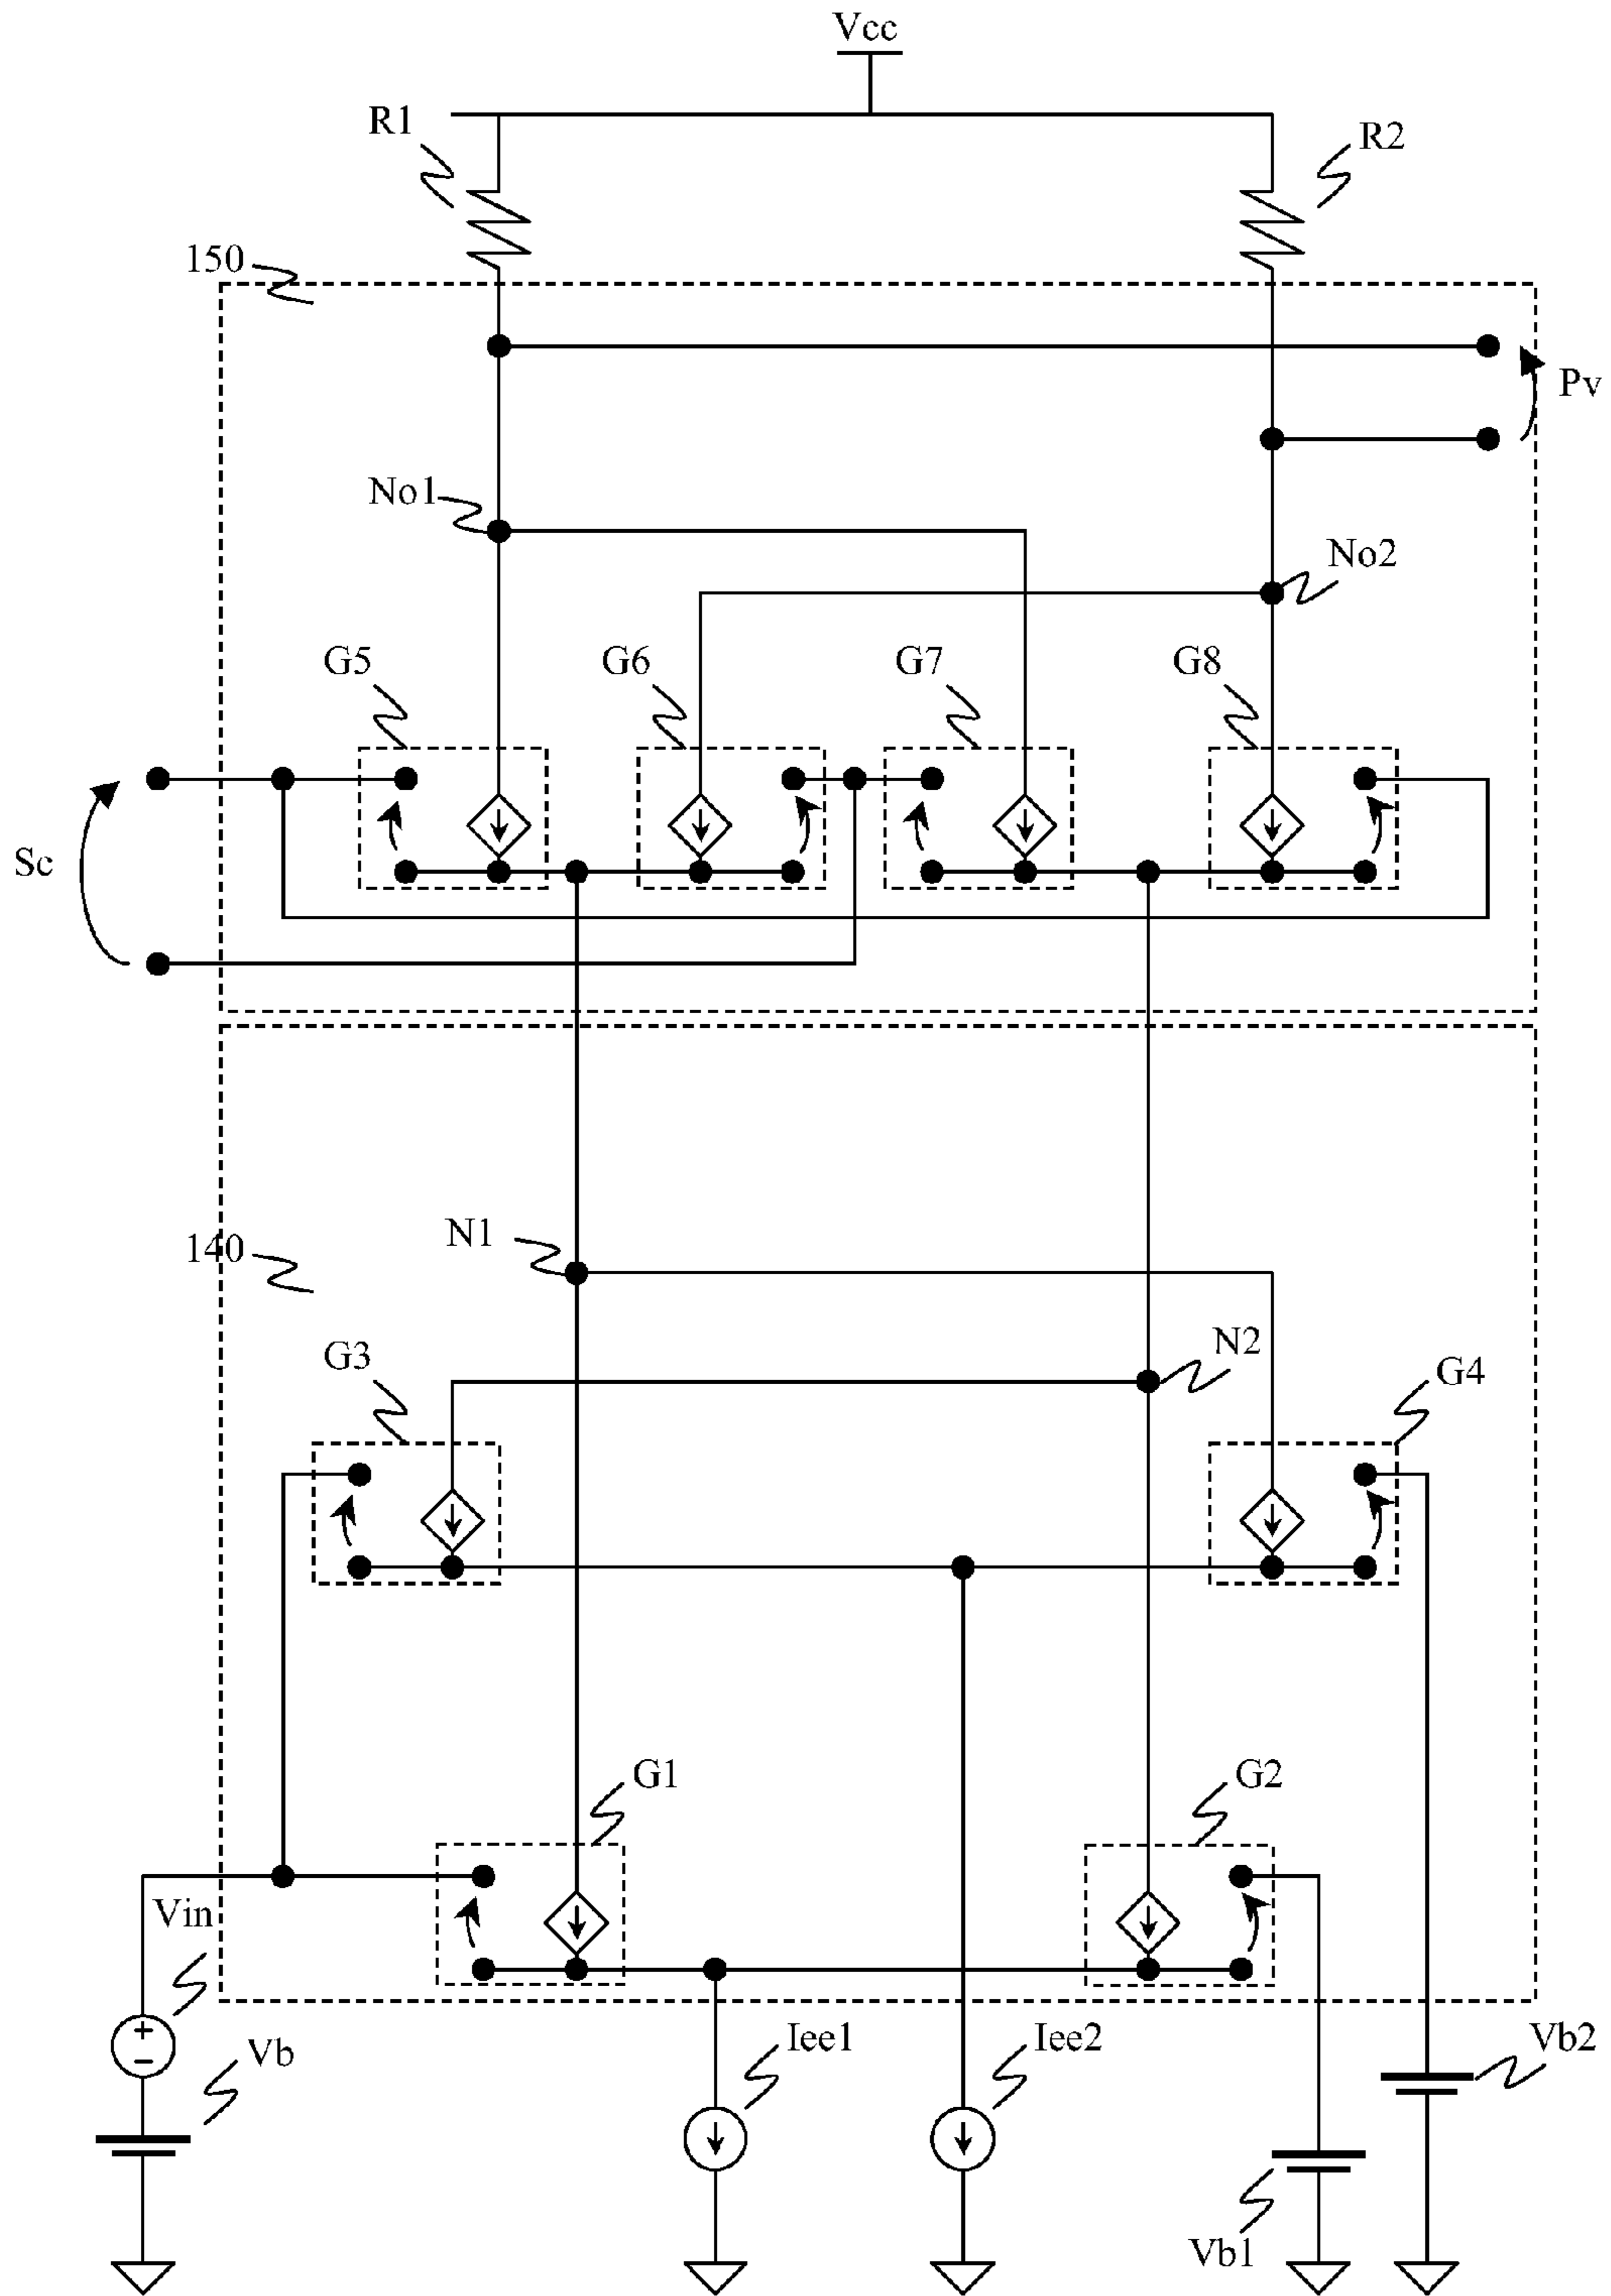 Vcc
R1
R2
150
Pv
No1
No2
G5
G6
G7
G8
Sc
N1
140
N2
G3
G4
G1
G2
Vin
+
−
Iee1
Iee2
Vb2
Vb
Vb1